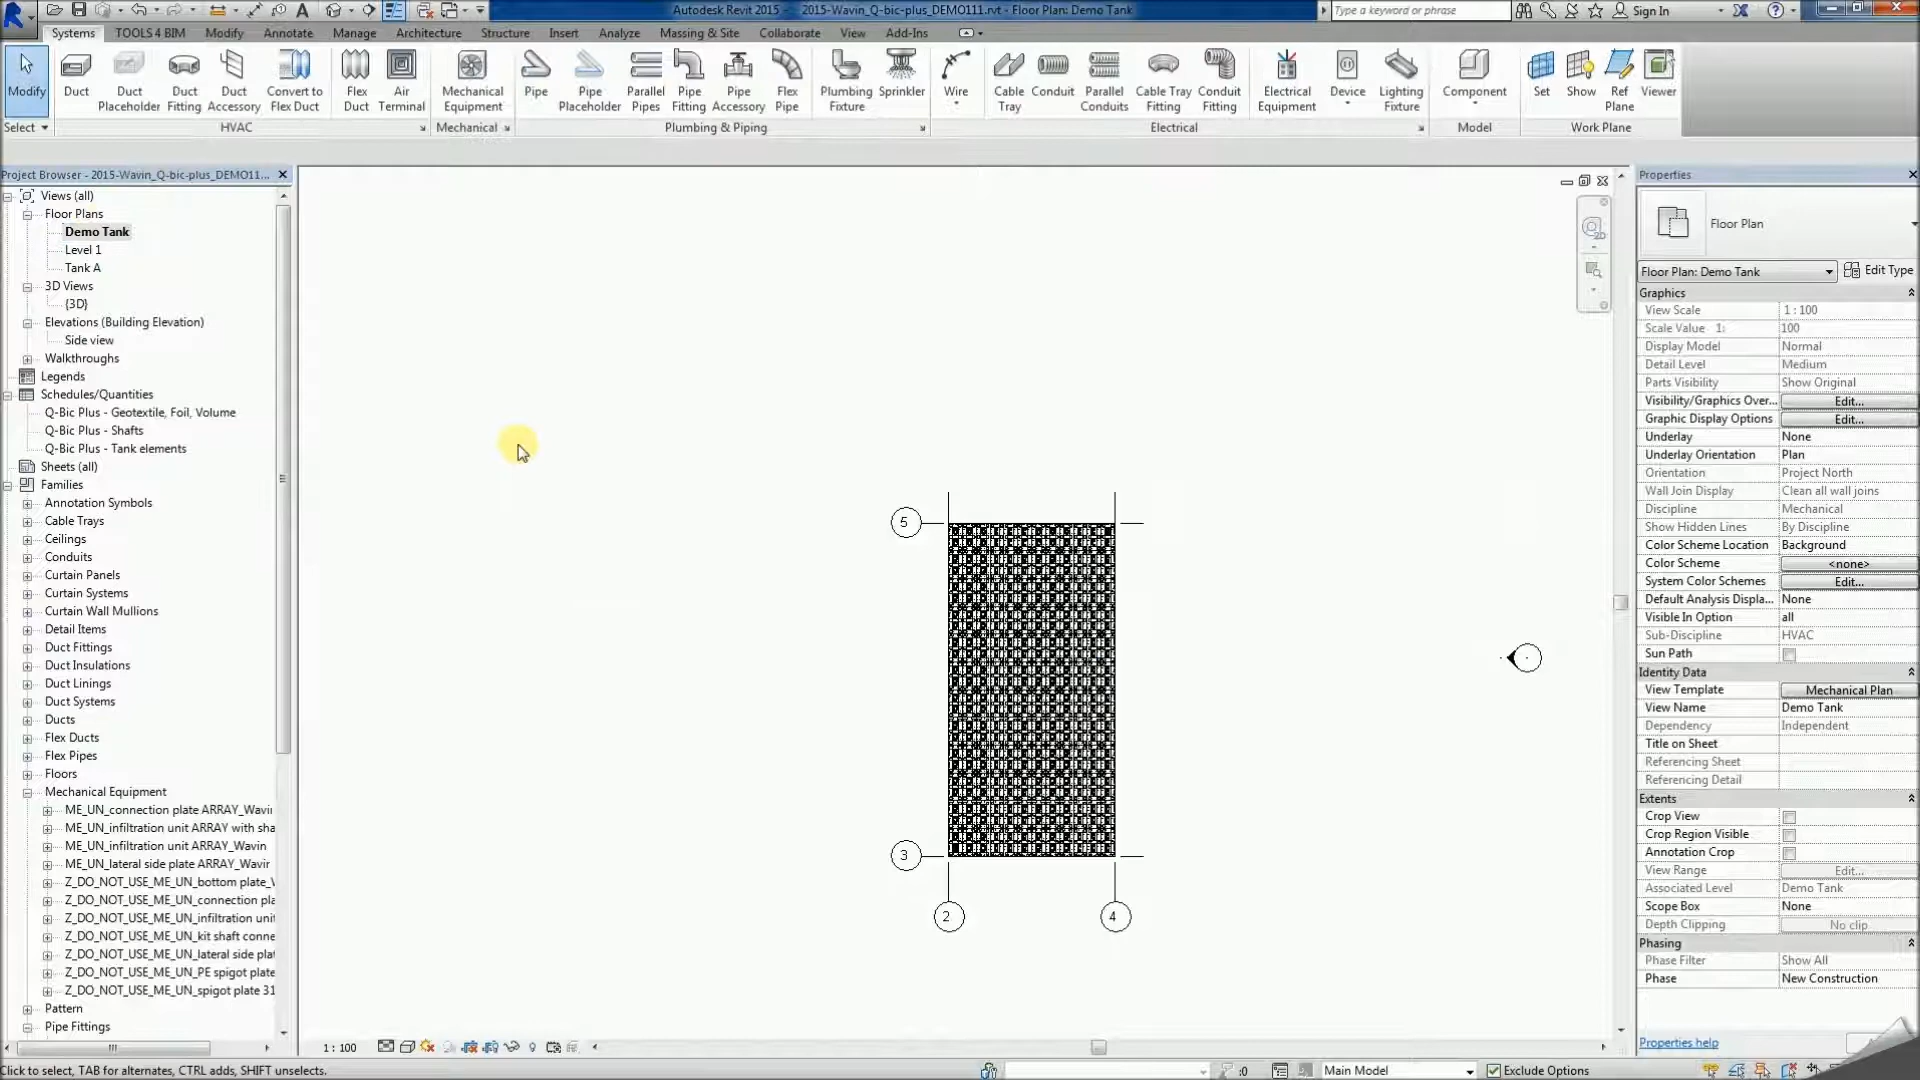 Autodesk Revit 2015 - 2015-Wavin_Q-bic-plus_DEMO111.rvt - Floor Plan: Demo Tank
Type a keyword or phrase
Sign In
Systems
TOOLS 4 BIM
Modify
Annotate
Manage
Architecture
Structure
Insert
Analyze
Massing & Site
Collaborate
View
Add-Ins
Modify
Duct
Duct Placeholder
Duct Fitting
Duct Accessory
Convert to Flex Duct
Flex Duct
Air Terminal
Mechanical Equipment
Pipe
Pipe Placeholder
Parallel Pipes
Pipe Fitting
Pipe Accessory
Flex Pipe
Plumbing Fixture
Sprinkler
Wire
Cable Tray
Conduit
Parallel Conduits
Cable Tray Fitting
Conduit Fitting
Electrical Equipment
Device
Lighting Fixture
Component
Set
Show
Ref Plane
Viewer
Select
HVAC
Mechanical
Plumbing & Piping
Electrical
Model
Work Plane
Project Browser - 2015-Wavin_Q-bic-plus_DEMO11...
Views (all)
Floor Plans
Demo Tank
Level 1
Tank A
3D Views
{3D}
Elevations (Building Elevation)
Side view
Walkthroughs
Legends
Schedules/Quantities
Q-Bic Plus - Geotextile, Foil, Volume
Q-Bic Plus - Shafts
Q-Bic Plus - Tank elements
Sheets (all)
Families
Annotation Symbols
Cable Trays
Ceilings
Conduits
Curtain Panels
Curtain Systems
Curtain Wall Mullions
Detail Items
Duct Fittings
Duct Insulations
Duct Linings
Duct Systems
Ducts
Flex Ducts
Flex Pipes
Floors
Mechanical Equipment
ME_UN_connection plate ARRAY_Wavir
ME_UN_infiltration unit ARRAY with sha
ME_UN_infiltration unit ARRAY_Wavin
ME_UN_lateral side plate ARRAY_Wavir
Z_DO_NOT_USE_ME_UN_bottom plate_V
Z_DO_NOT_USE_ME_UN_connection pla
Z_DO_NOT_USE_ME_UN_infiltration unit
Z_DO_NOT_USE_ME_UN_kit shaft conne
Z_DO_NOT_USE_ME_UN_lateral side plat
Z_DO_NOT_USE_ME_UN_PE spigot plate
Z_DO_NOT_USE_ME_UN_spigot plate 31
Pattern
Pipe Fittings
5
3
2
4
2D
1 : 100
Properties
Floor Plan
Floor Plan: Demo Tank
Edit Type
Graphics
View Scale 1 : 100
Scale Value 1: 100
Display Model Normal
Detail Level Medium
Parts Visibility Show Original
Visibility/Graphics Over... Edit...
Graphic Display Options Edit...
Underlay None
Underlay Orientation Plan
Orientation Project North
Wall Join Display Clean all wall joins
Discipline Mechanical
Show Hidden Lines By Discipline
Color Scheme Location Background
Color Scheme <none>
System Color Schemes Edit...
Default Analysis Displa... None
Visible In Option all
Sub-Discipline HVAC
Sun Path
Identity Data
View Template Mechanical Plan
View Name Demo Tank
Dependency Independent
Title on Sheet
Referencing Sheet
Referencing Detail
Extents
Crop View
Crop Region Visible
Annotation Crop
View Range Edit...
Associated Level Demo Tank
Scope Box None
Depth Clipping No clip
Phasing
Phase Filter Show All
Phase New Construction
Properties help
Click to select, TAB for alternates, CTRL adds, SHIFT unselects.
:0
Main Model
Exclude Options